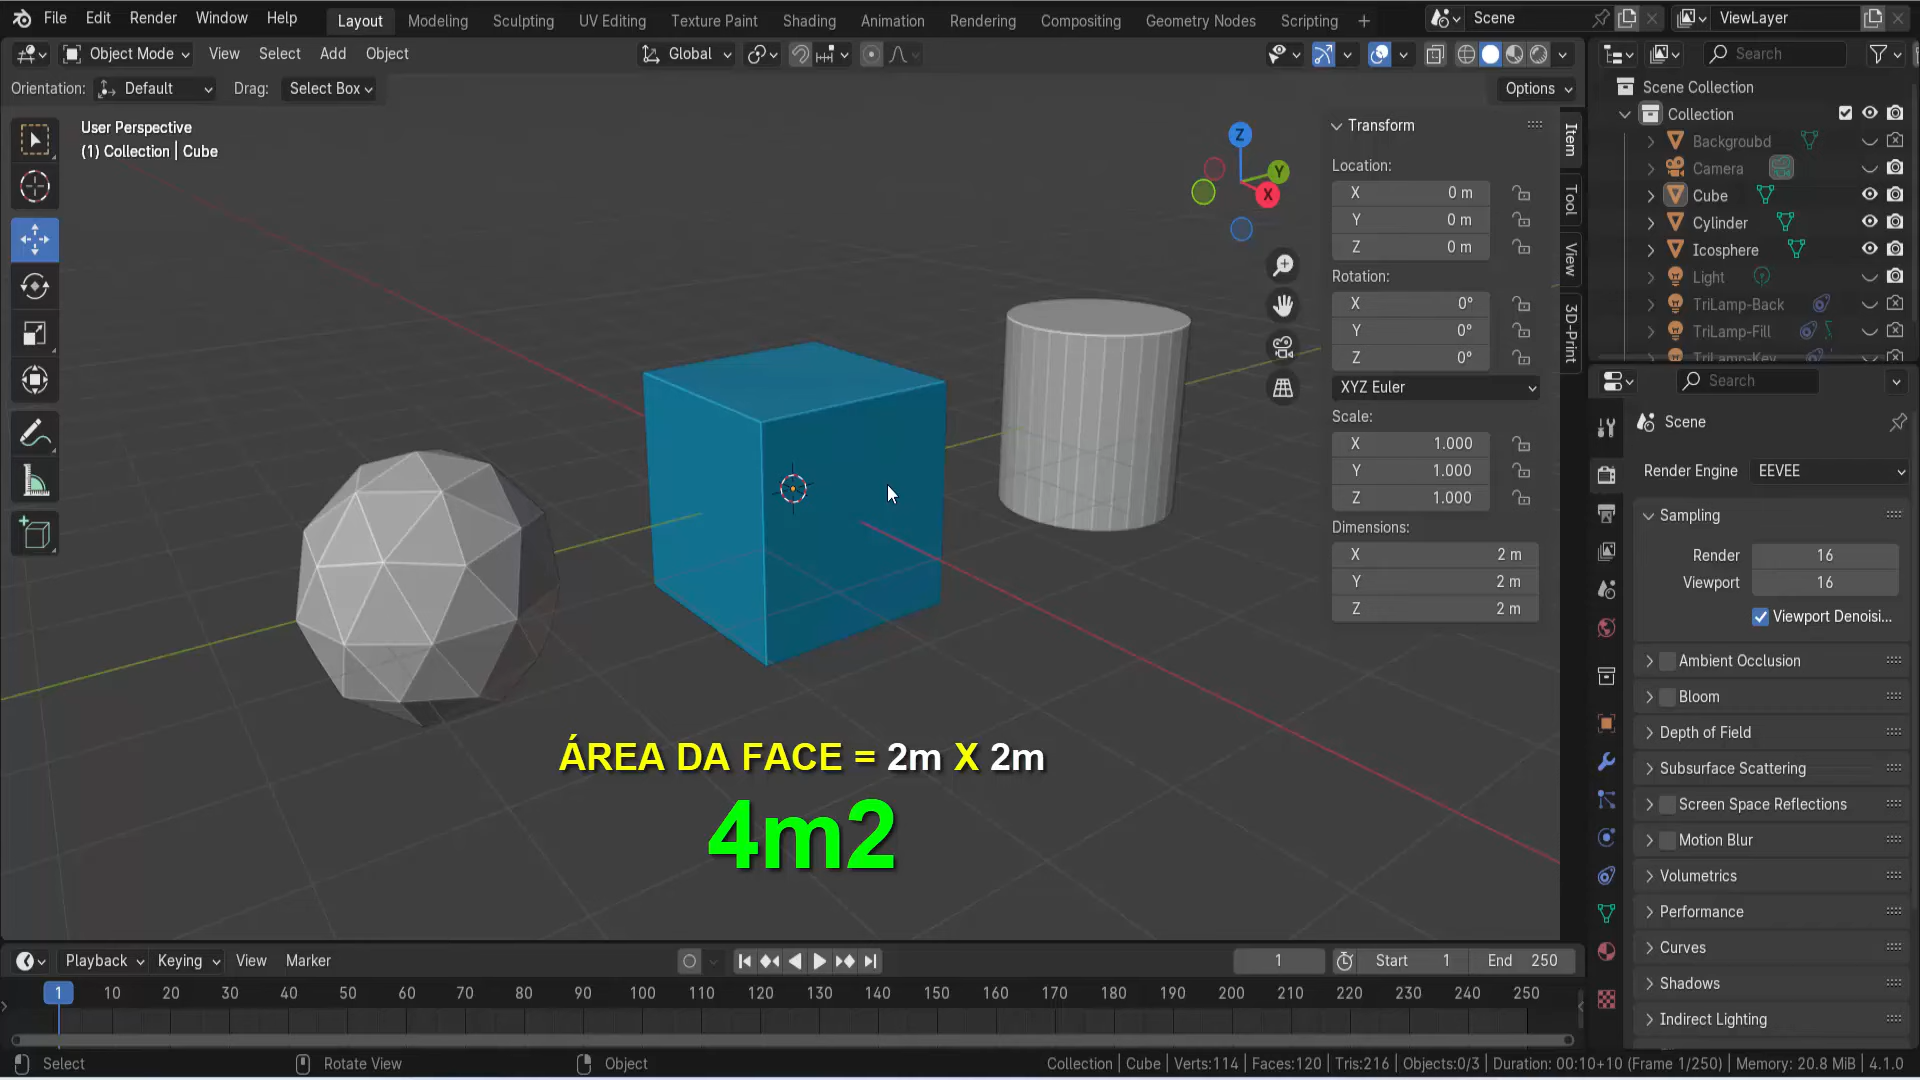 File Edit Render Window Help Layout Modeling Sculpting UV Editing Texture Paint Shading Animation Rendering Compositing Geometry Nodes Scripting + Scene ViewLayer
Object Mode View Select Add Object Global Search
Orientation: Default Drag: Select Box Options
User Perspective
(1) Collection | Cube
Z
Y
X
Transform
Location:
X 0 m
Y 0 m
Z 0 m
Rotation:
X 0°
Y 0°
Z 0°
XYZ Euler
Scale:
X 1.000
Y 1.000
Z 1.000
Dimensions:
X 2 m
Y 2 m
Z 2 m
Item
Tool
View
3D-Print
Scene Collection
Collection
Backgroubd
Camera
Cube
Cylinder
Icosphere
Light
TriLamp-Back
TriLamp-Fill
TriLamp-Key
Search
Scene
Render Engine EEVEE
Sampling
Render 16
Viewport 16
Viewport Denoisi...
Ambient Occlusion
Bloom
Depth of Field
Subsurface Scattering
Screen Space Reflections
Motion Blur
Volumetrics
Performance
Curves
Shadows
Indirect Lighting
ÁREA DA FACE = 2m X 2m
4m2
Playback Keying View Marker 1 Start 1 End 250
1 10 20 30 40 50 60 70 80 90 100 110 120 130 140 150 160 170 180 190 200 210 220 230 240 250
Select Rotate View Object Collection | Cube | Verts:114 | Faces:120 | Tris:216 | Objects:0/3 | Duration: 00:10+10 (Frame 1/250) | Memory: 20.8 MiB | 4.1.0